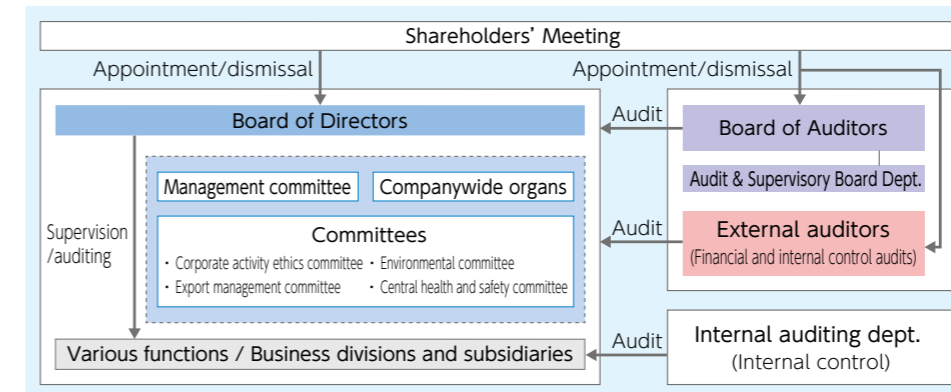 Shareholders' Meeting
Appointment/dismissal
Appointment/dismissal
Board of Directors
Audit
Board of Auditors
Audit & Supervisory Board Dept.
Management committee
Companywide organs
Supervision
/auditing
Committees
・Corporate activity ethics committee ・Environmental committee
・Export management committee ・Central health and safety committee
Audit
External auditors
(Financial and internal control audits)
Various functions / Business divisions and subsidiaries
Audit
Internal auditing dept.
(Internal control)